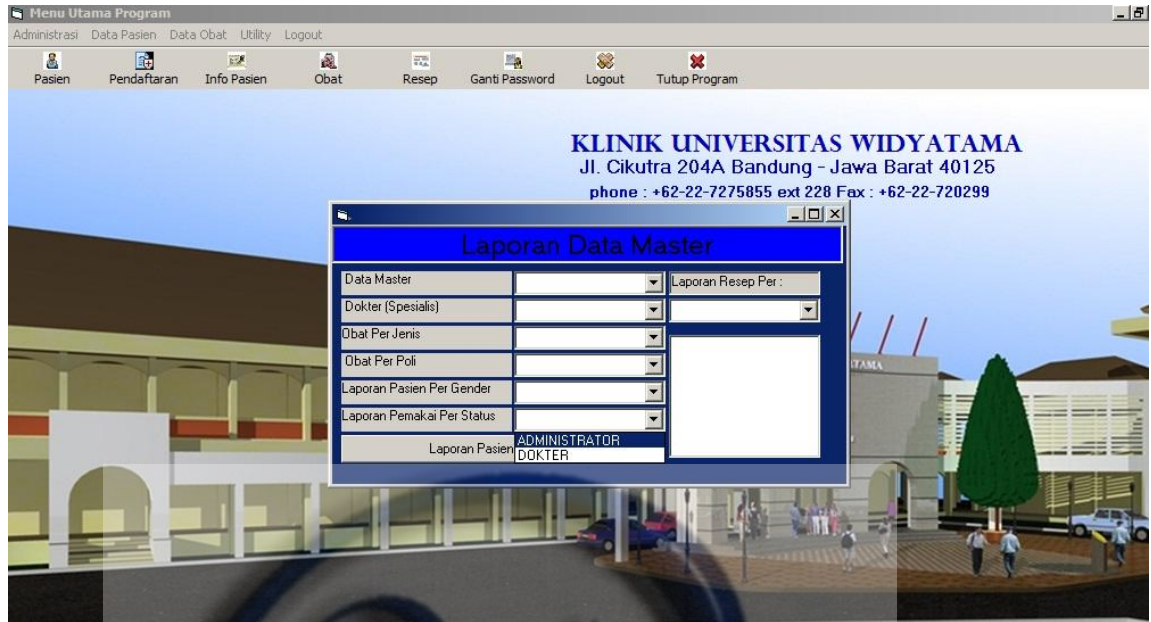 Menu Utama Program
Administrasi Data Pasien Data Obat Utility Logout
Pasien Pendaftaran Info Pasien Obat Resep Ganti Password Logout Tutup Program
KLINIK UNIVERSITAS WIDYATAMA
Jl. Cikutra 204A Bandung - Jawa Barat 40125
phone : +62-22-7275855 ext 228 Fax : +62-22-720299
Laporan Data Master
Data Master
Laporan Resep Per :
Dokter (Spesialis)
Obat Per Jenis
Obat Per Poli
Laporan Pasien Per Gender
Laporan Pemakai Per Status
ADMINISTRATOR
DOKTER
Laporan Pasien